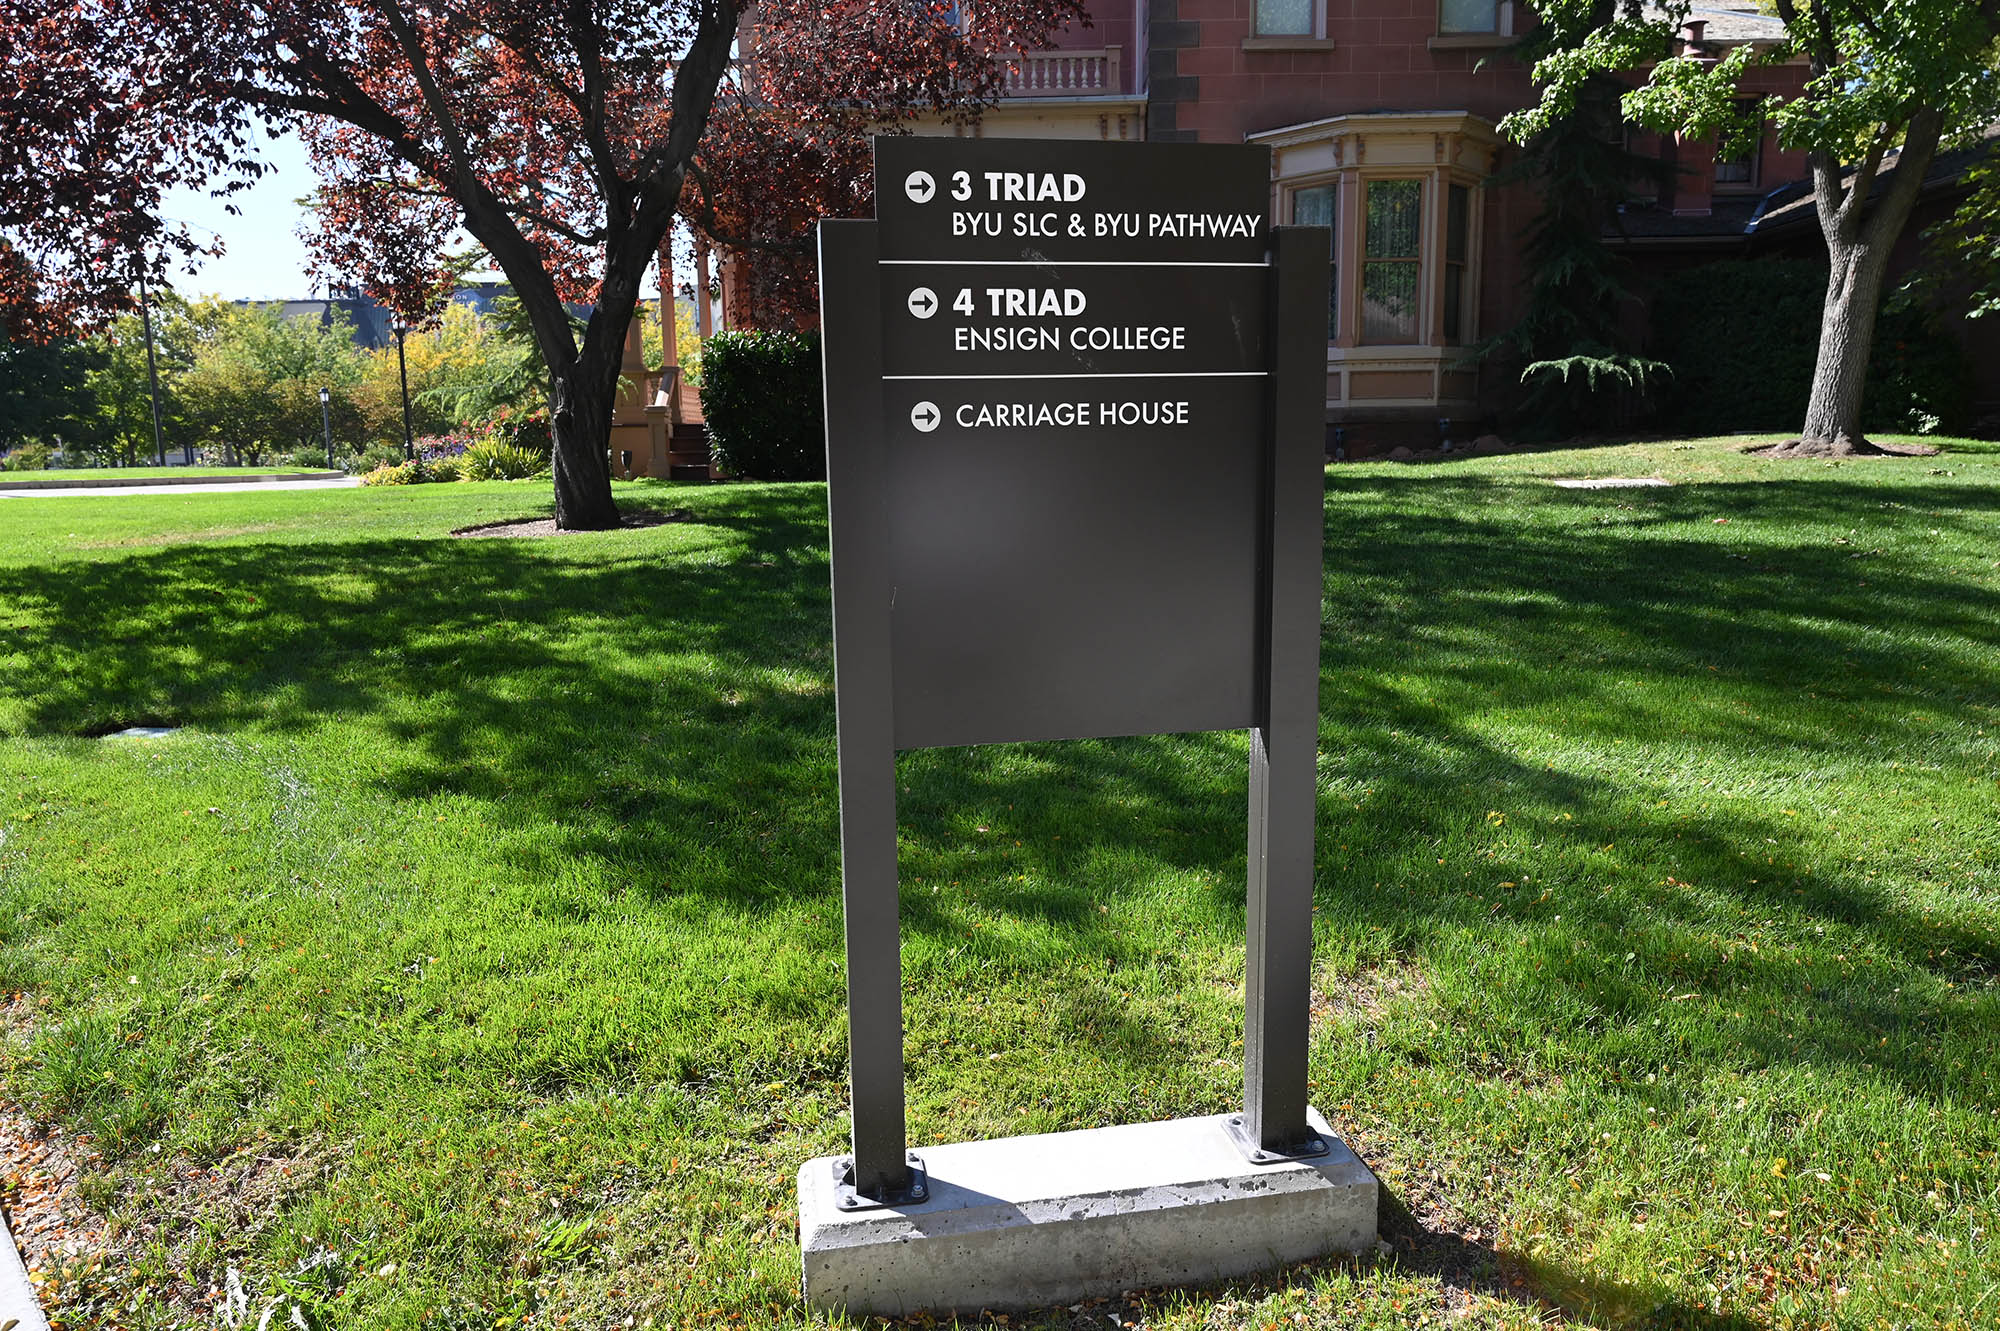 3 TRIAD
BYU SLC & BYU PATHWAY
4 TRIAD
ENSIGN COLLEGE
CARRIAGE HOUSE